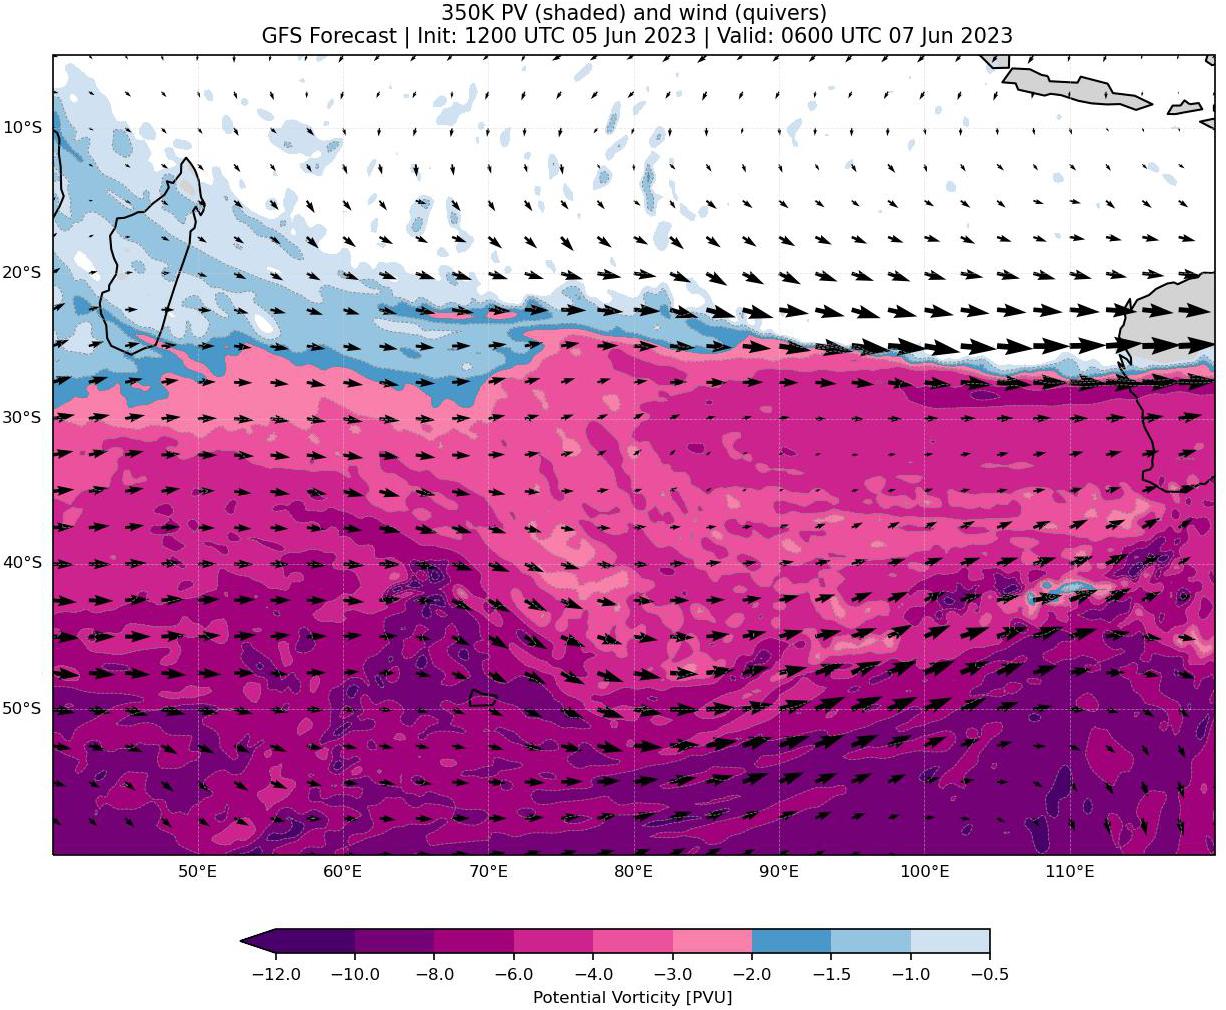 350K PV (shaded) and wind (quivers)
GFS Forecast | Init: 1200 UTC 05 Jun 2023 | Valid: 0600 UTC 07 Jun 2023
10°S
20°S
30°S
40°S
50°S
50°E 60°E 70°E 80°E 90°E 100°E 110°E
−12.0 −10.0 −8.0 −6.0 −4.0 −3.0 −2.0 −1.5 −1.0 −0.5
Potential Vorticity [PVU]